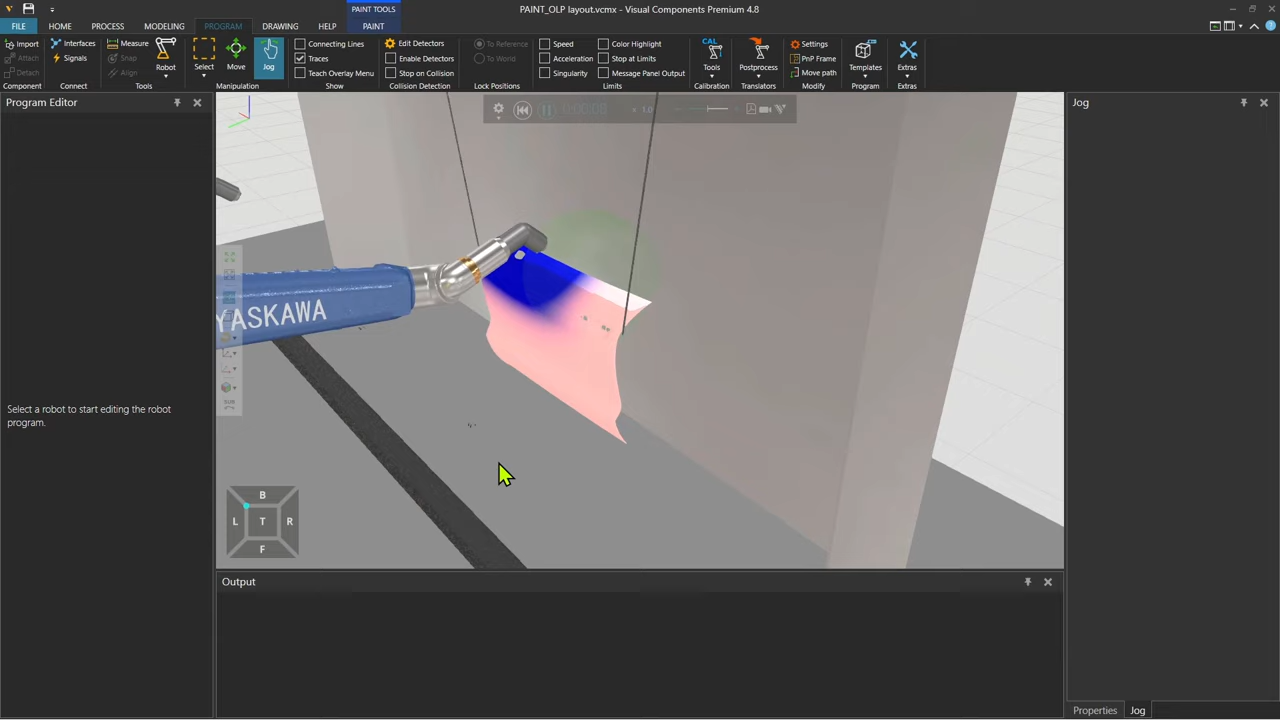 PAINT TOOLS
PAINT_OLP layout.vcmx - Visual Components Premium 4.8
FILE HOME PROCESS MODELING PROGRAM DRAWING HELP PAINT
Import
Attach
Detach
Component
Interfaces
Signals
Connect
Measure
Snap
Align
Robot
Tools
Select
Move
Jog
Manipulation
Connecting Lines
Traces
Teach Overlay Menu
Show
Edit Detectors
Enable Detectors
Stop on Collision
Collision Detection
To Reference
To World
Lock Positions
Speed
Acceleration
Singularity
Color Highlight
Stop at Limits
Message Panel Output
Limits
CAL
Tools
Calibration
Postprocess
Translators
Settings
PnP Frame
Move path
Modify
Templates
Program
Extras
Extras
Program Editor
Select a robot to start editing the robot
program.
x 1.0
YASKAWA
B
L T R
F
Output
Jog
Properties Jog